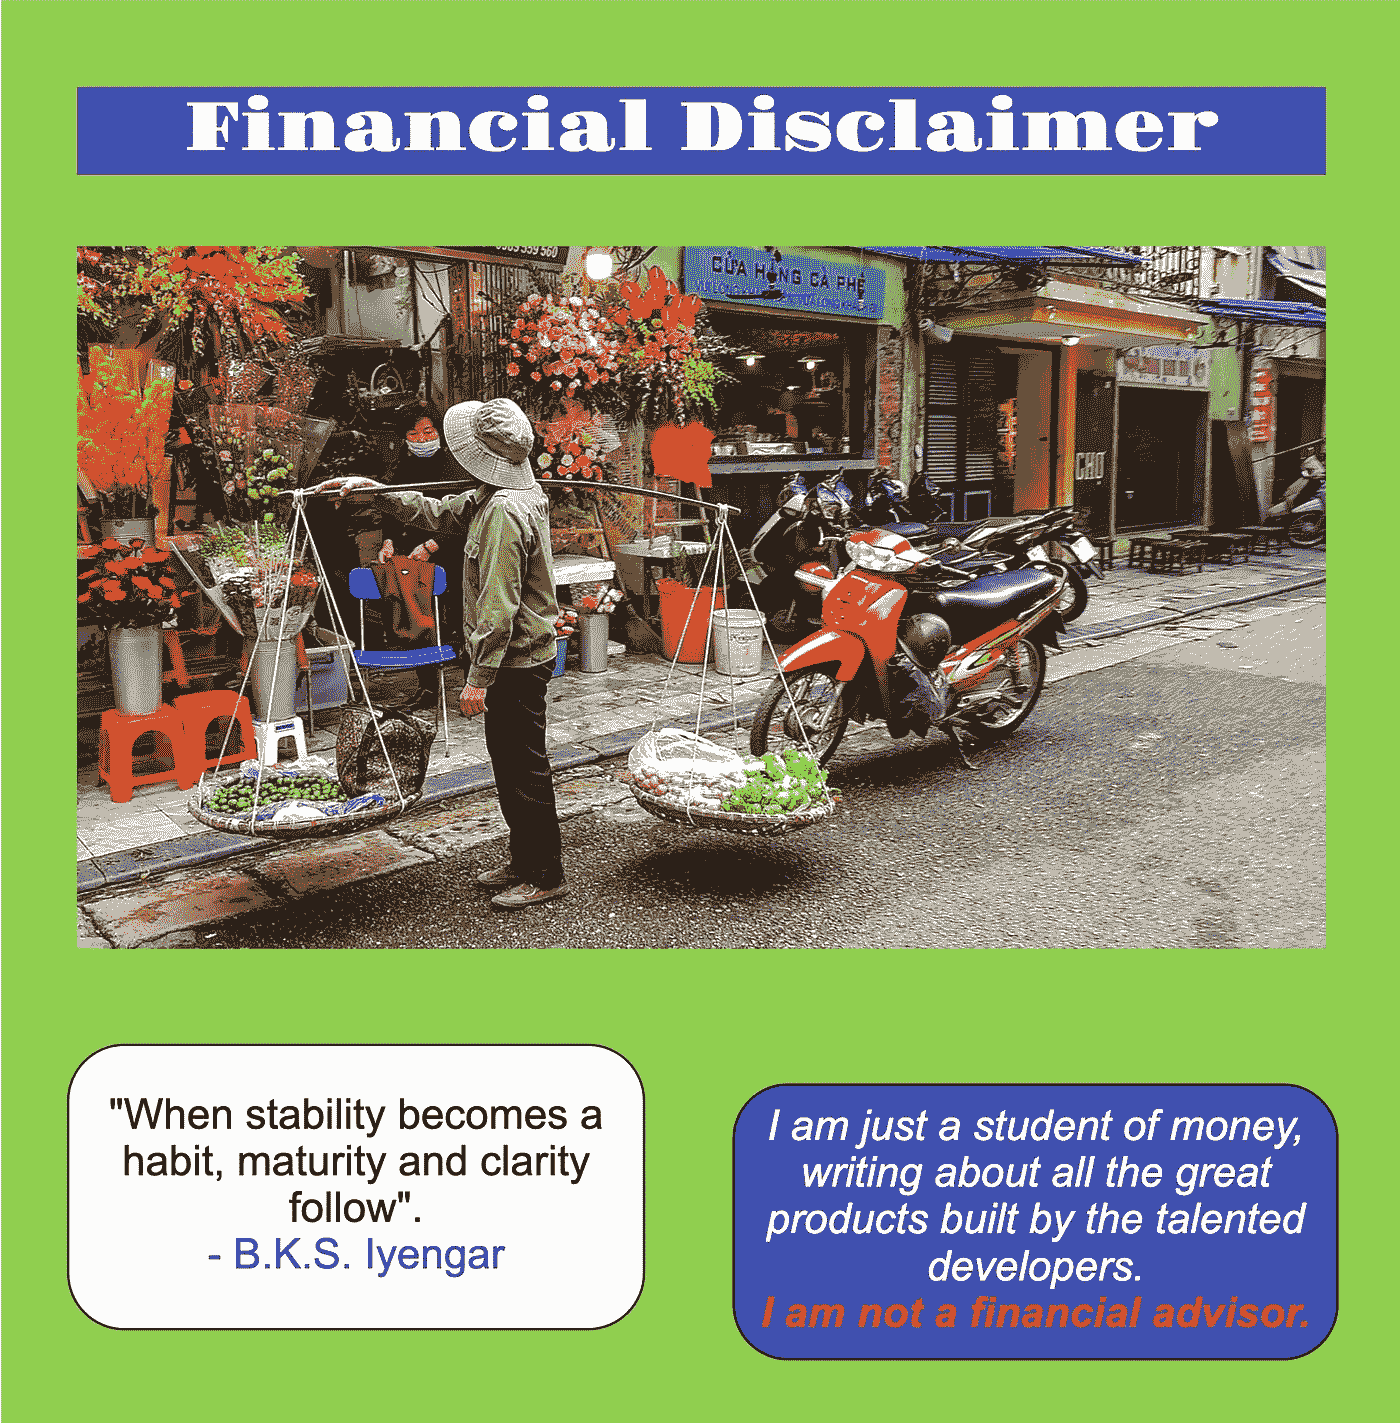 Financial Disclaimer
CỬA HÀNG CÀ PHÊ
CHỢ
"When stability becomes a
habit, maturity and clarity
follow".
- B.K.S. Iyengar
I am just a student of money,
writing about all the great
products built by the talented
developers.
I am not a financial advisor.